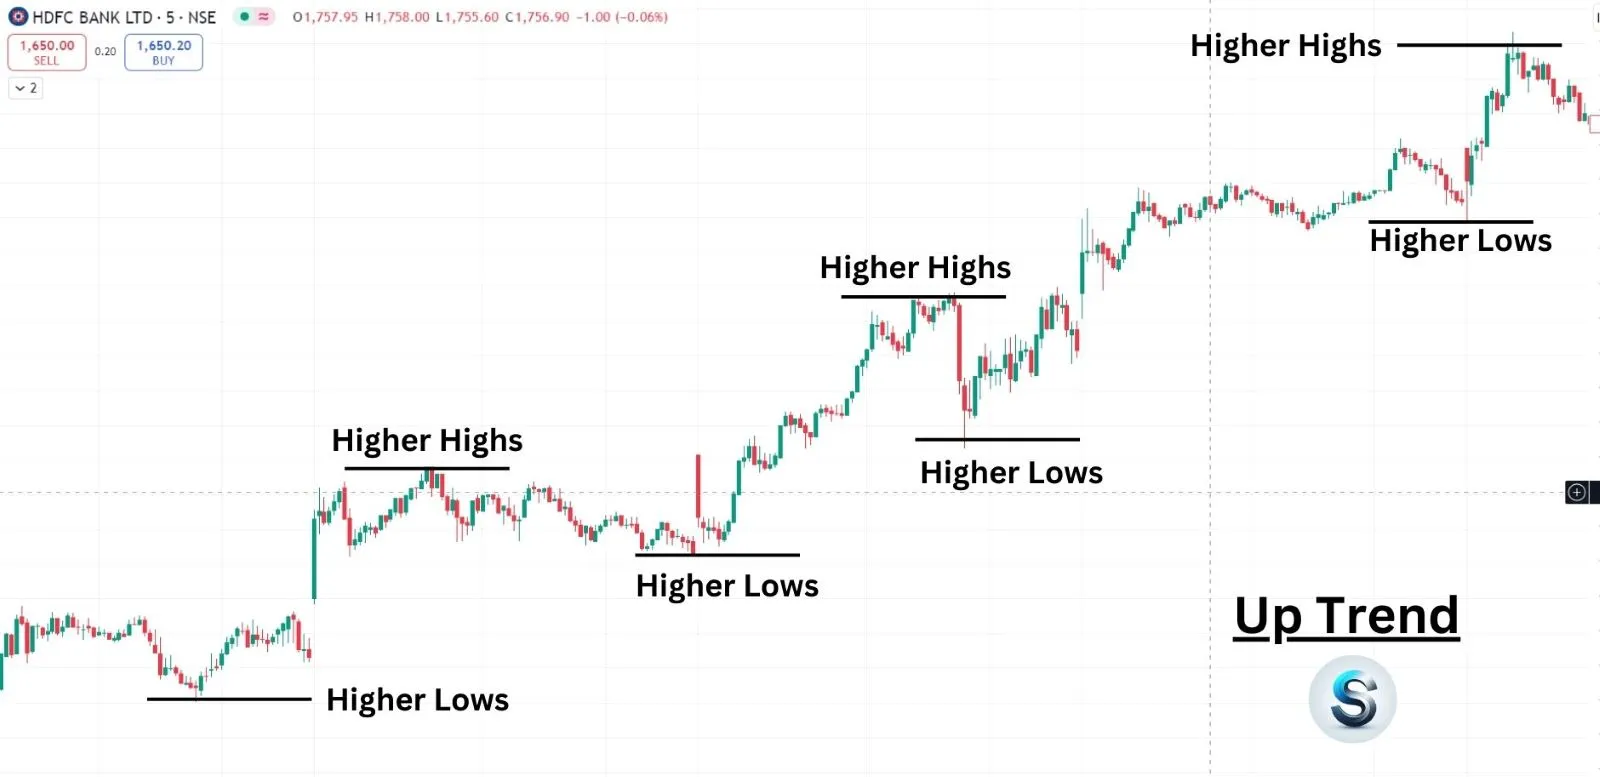 HDFC BANK LTD · 5 · NSE
O1,757.95 H1,758.00 L1,755.60 C1,756.90 −1.00 (−0.06%)
1,650.00
SELL
0.20
1,650.20
BUY
2
Higher Highs
Higher Lows
Higher Highs
Higher Lows
Higher Highs
Higher Lows
Higher Lows
Up Trend
S